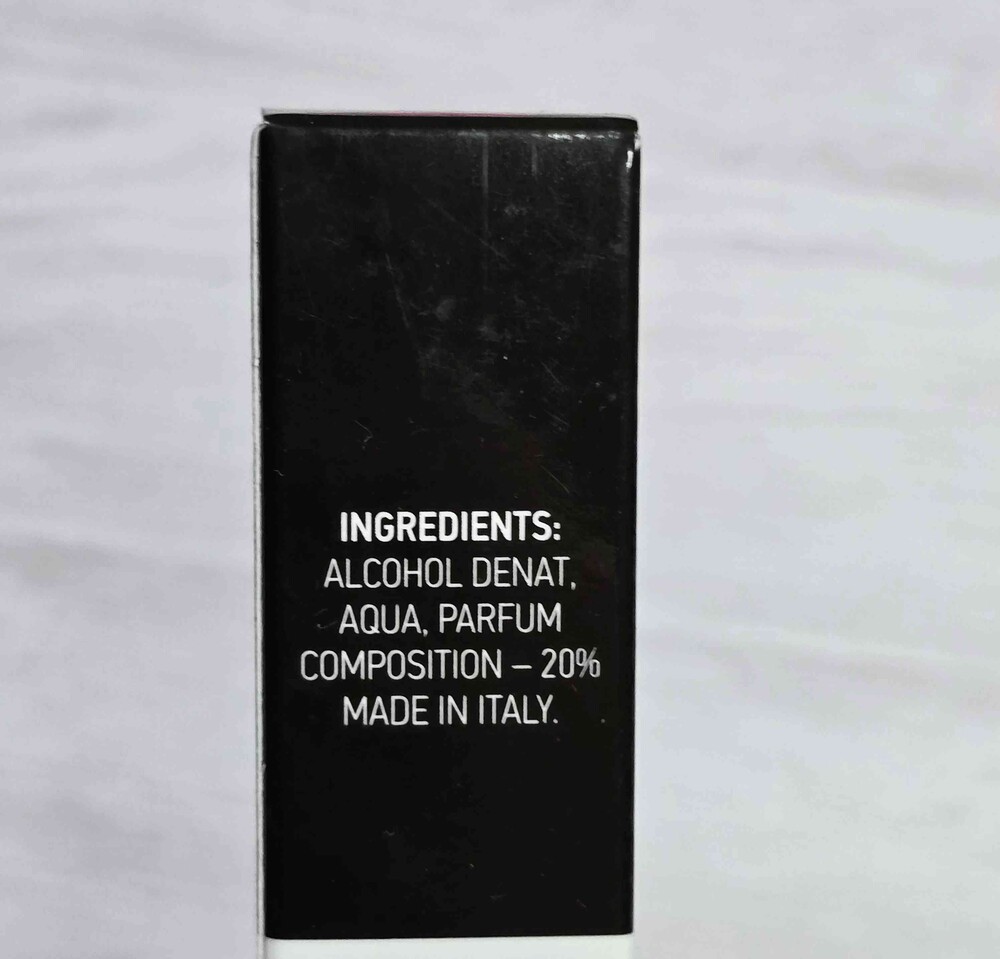 INGREDIENTS:
ALCOHOL DENAT,
AQUA, PARFUM
COMPOSITION – 20%
MADE IN ITALY.